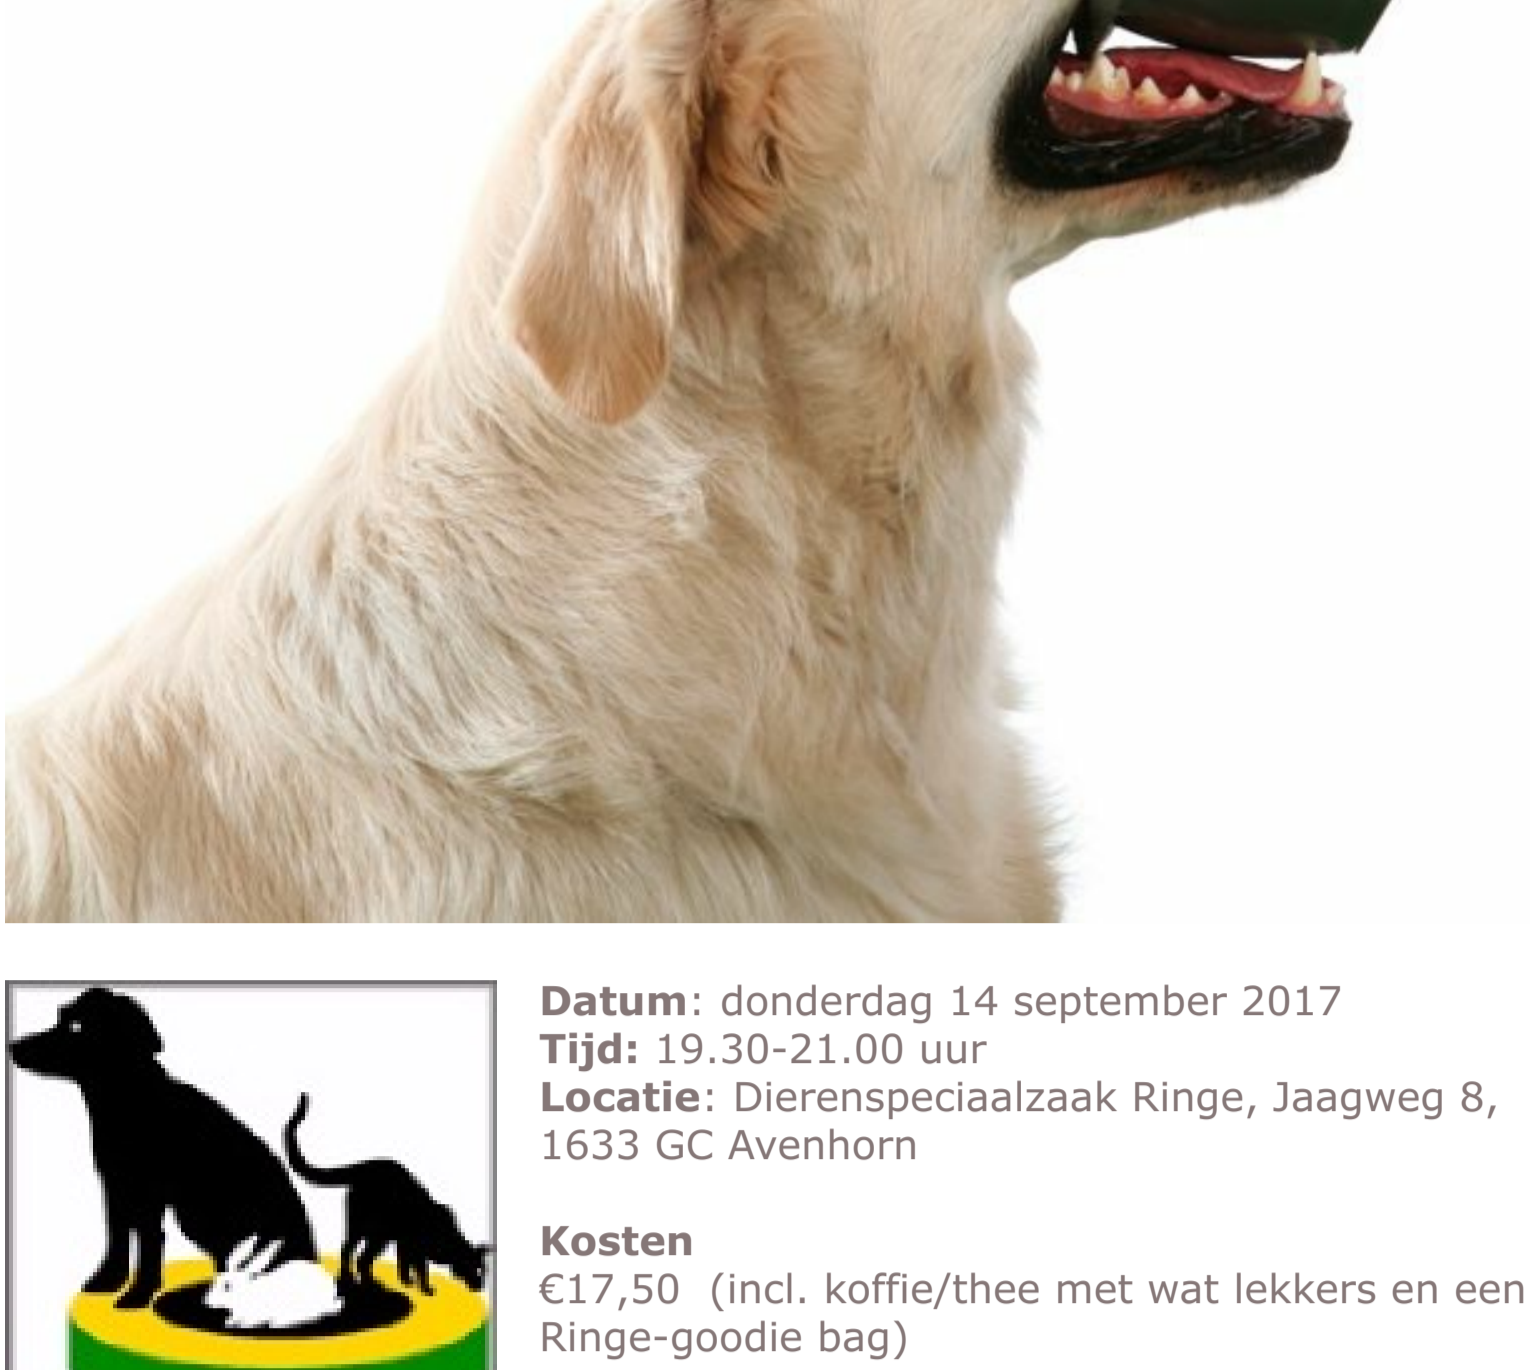 Datum: donderdag 14 september 2017
Tijd: 19.30-21.00 uur
Locatie: Dierenspeciaalzaak Ringe, Jaagweg 8,
1633 GC Avenhorn
Kosten
€17,50  (incl. koffie/thee met wat lekkers en een
Ringe-goodie bag)